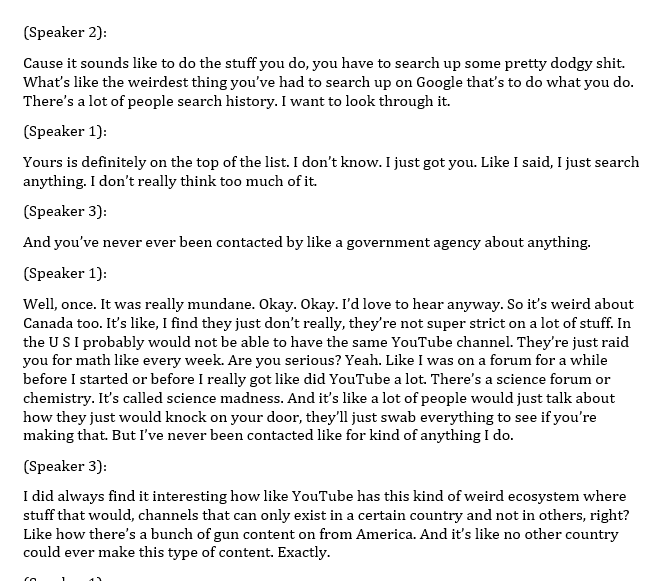 (Speaker 2):
Cause it sounds like to do the stuff you do, you have to search up some pretty dodgy shit.
What's like the weirdest thing you've had to search up on Google that's to do what you do.
There's a lot of people search history. I want to look through it.
(Speaker 1):
Yours is definitely on the top of the list. I don't know. I just got you. Like I said, I just search
anything. I don't really think too much of it.
(Speaker 3):
And you've never ever been contacted by like a government agency about anything.
(Speaker 1):
Well, once. It was really mundane. Okay. Okay. I'd love to hear anyway. So it's weird about
Canada too. It's like, I find they just don't really, they're not super strict on a lot of stuff. In
the U S I probably would not be able to have the same YouTube channel. They're just raid
you for math like every week. Are you serious? Yeah. Like I was on a forum for a while
before I started or before I really got like did YouTube a lot. There's a science forum or
chemistry. It's called science madness. And it's like a lot of people would just talk about
how they just would knock on your door, they'll just swab everything to see if you're
making that. But I've never been contacted like for kind of anything I do.
(Speaker 3):
I did always find it interesting how like YouTube has this kind of weird ecosystem where
stuff that would, channels that can only exist in a certain country and not in others, right?
Like how there's a bunch of gun content on from America. And it's like no other country
could ever make this type of content. Exactly.